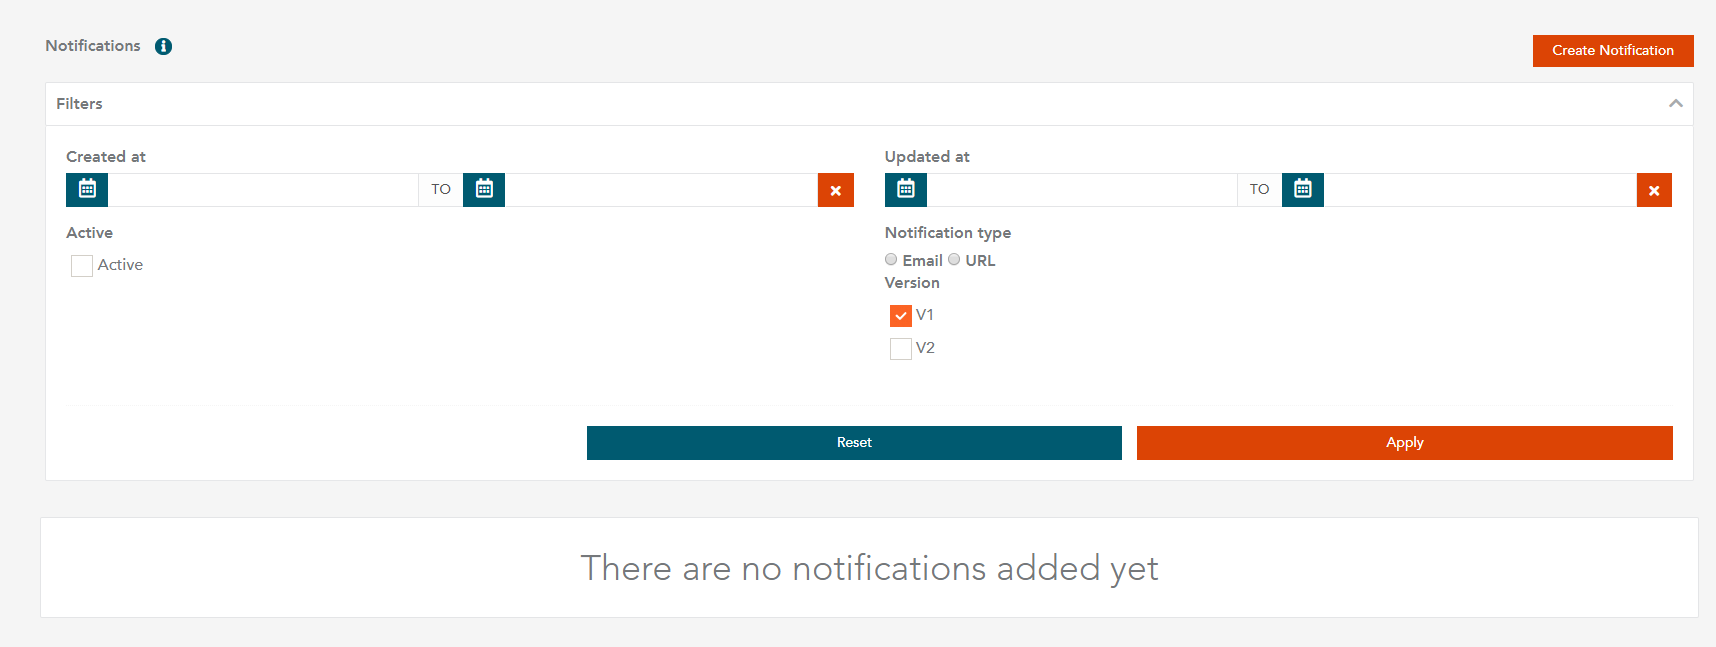 Notifications
Create Notification
Filters
Created at
TO
Updated at
TO
Active
Active
Notification type
Email URL
Version
V1
V2
Reset
Apply
There are no notifications added yet